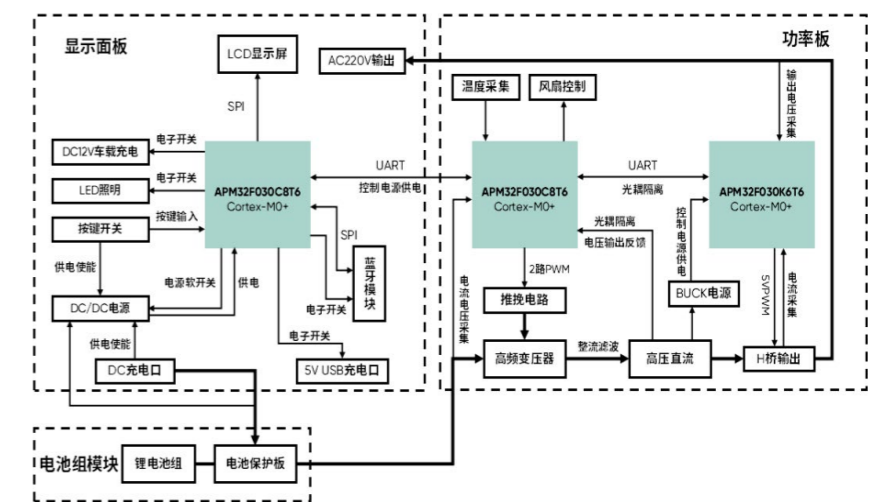 显示面板
LCD显示屏
AC220V输出
功率板
SPI
温度采集
风扇控制
输出电压采集
DC12V车载充电
电子开关
LED照明
电子开关
按键开关
按键输入
APM32F030C8T6
Cortex-M0+
UART
控制电源供电
APM32F030C8T6
Cortex-M0+
UART
光耦隔离
APM32F030K6T6
Cortex-M0+
供电使能
电源软开关
供电
SPI
蓝牙模块
电子开关
光耦隔离
电压输出反馈
控制电源供电
2路PWM
电流电压采集
推挽电路
BUCK电源
SVPWM
电流采集
DC/DC电源
供电使能
电子开关
DC充电口
5V USB充电口
高频变压器
整流滤波
高压直流
H桥输出
电池组模块
锂电池组
电池保护板